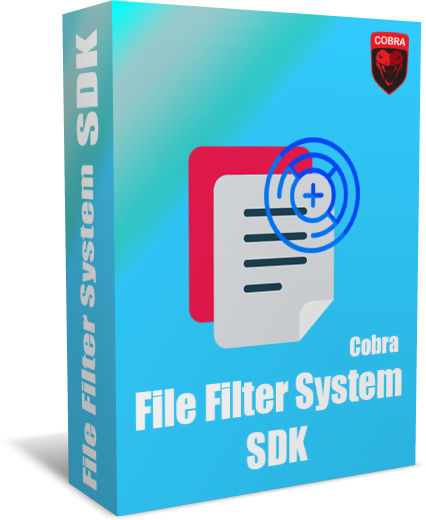 File Filter System SDK
COBRA
Cobra
File Filter System
SDK